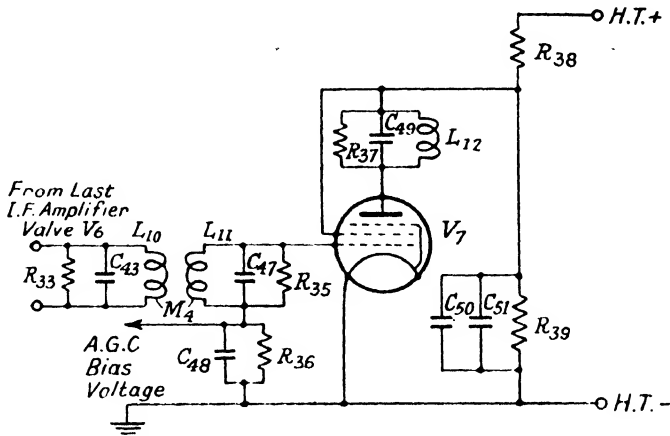 H.T.+
R38
C49
R37
L12
From Last
I.F. Amplifier
Valve V6
L10
L11
V7
R33
C43
C47
R35
M4
C50
C51
R39
A.G.C
Bias
Voltage
C48
R36
H.T.-